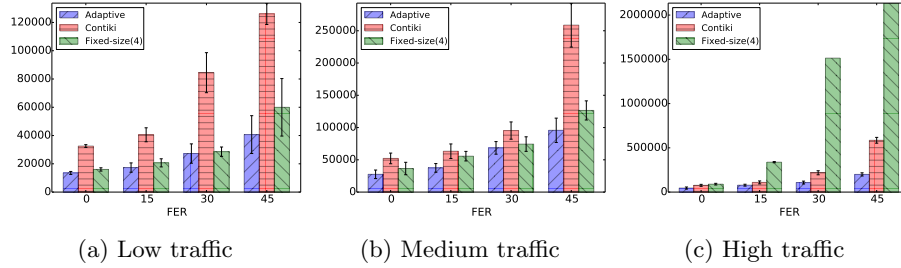 120000
100000
80000
60000
40000
20000
0
Adaptive
Contiki
Fixed-size(4)
0 15 30 45
FER
(a) Low traffic
250000
200000
150000
100000
50000
0
Adaptive
Contiki
Fixed-size(4)
0 15 30 45
FER
(b) Medium traffic
2000000
1500000
1000000
500000
0
Adaptive
Contiki
Fixed-size(4)
0 15 30 45
FER
(c) High traffic